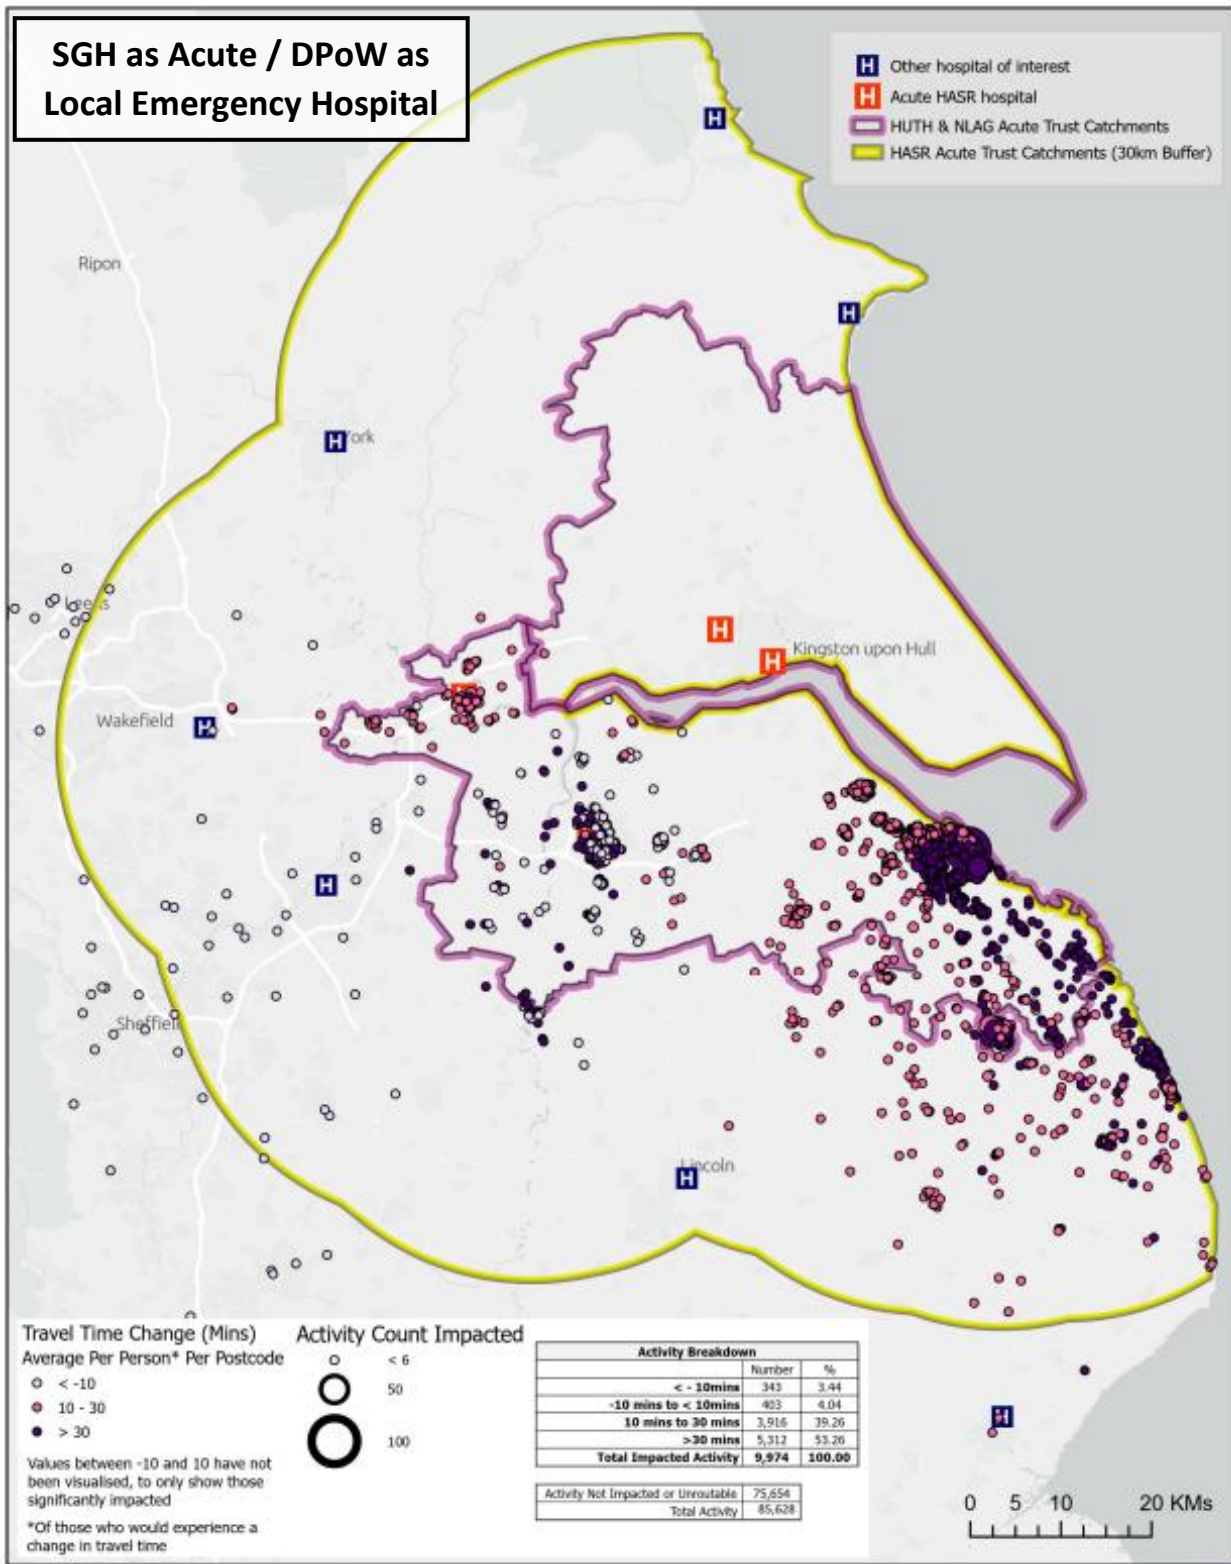 SGH as Acute / DPoW as
Local Emergency Hospital
H Other hospital of interest
H Acute HASR hospital
HUTH & NLAG Acute Trust Catchments
HASR Acute Trust Catchments (30km Buffer)
H
Ripon
H
H
York
H
Kingston upon Hull
H
Leeds
Wakefield
H
H
Sheffield
Lincoln
H
H
Travel Time Change (Mins)
Average Per Person* Per Postcode
< -10
10 - 30
> 30
Values between -10 and 10 have not
been visualised, to only show those
significantly impacted
*Of those who would experience a
change in travel time
Activity Count Impacted
< 6
50
100
Activity Breakdown
Number %
< - 10mins 343 3.44
-10 mins to < 10mins 403 4.04
10 mins to 30 mins 3,916 39.26
>30 mins 5,312 53.26
Total Impacted Activity 9,974 100.00
Activity Not Impacted or Unroutable 75,654
Total Activity 85,628
0 5 10 20 KMs